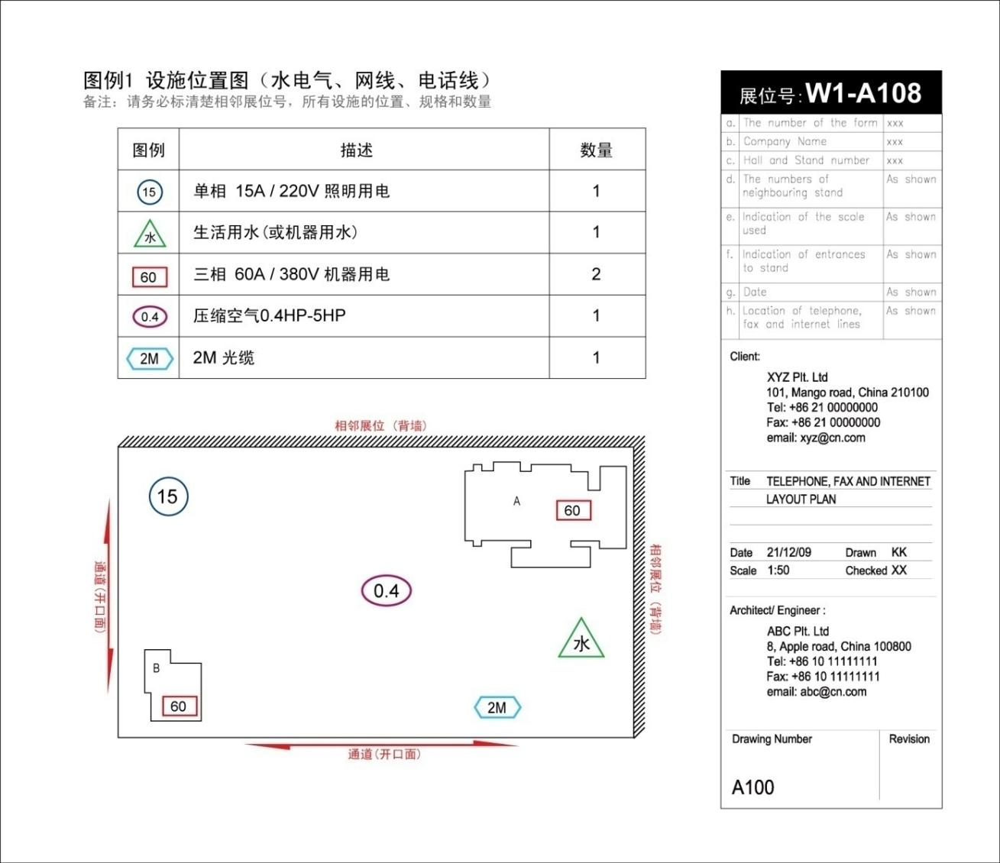 图例1 设施位置图（水电气、网线、电话线）
备注：请务必标清楚相邻展位号，所有设施的位置、规格和数量
图例 描述 数量
15 单相 15A / 220V 照明用电 1
水 生活用水(或机器用水) 1
60 三相 60A / 380V 机器用电 2
0.4 压缩空气0.4HP-5HP 1
2M 2M 光缆 1
相邻展位（背墙）
15
A
60
通道(开口面)
0.4
相邻展位（背墙）
水
B
60
2M
通道(开口面)
展位号:W1-A108
a. The number of the form xxx
b. Company Name xxx
c. Hall and Stand number xxx
d. The numbers of As shown
neighbouring stand
e. Indication of the scale As shown
used
f. Indication of entrances As shown
to stand
g. Date As shown
h. Location of telephone, As shown
fax and internet lines
Client:
XYZ Plt. Ltd
101, Mango road, China 210100
Tel: +86 21 00000000
Fax: +86 21 00000000
email: xyz@cn.com
Title TELEPHONE, FAX AND INTERNET
LAYOUT PLAN
Date 21/12/09 Drawn KK
Scale 1:50 Checked XX
Architect/ Engineer :
ABC Plt. Ltd
8, Apple road, China 100800
Tel: +86 10 11111111
Fax: +86 10 11111111
email: abc@cn.com
Drawing Number Revision
A100